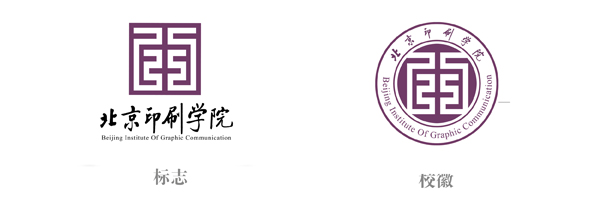 北京印刷学院
Beijing Institute Of Graphic Communication
标志
北京印刷学院
Beijing Institute Of Graphic Communication
校徽